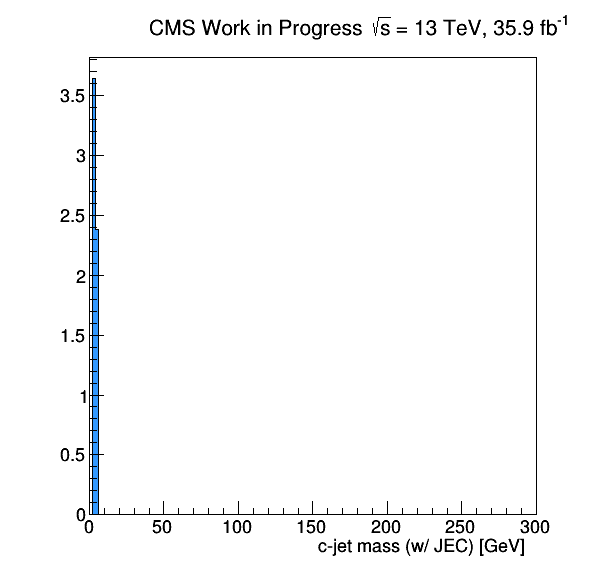 CMS Work in Progress √s = 13 TeV, 35.9 fb⁻¹
3.5
3
2.5
2
1.5
1
0.5
0
0 50 100 150 200 250 300
c-jet mass (w/ JEC) [GeV]